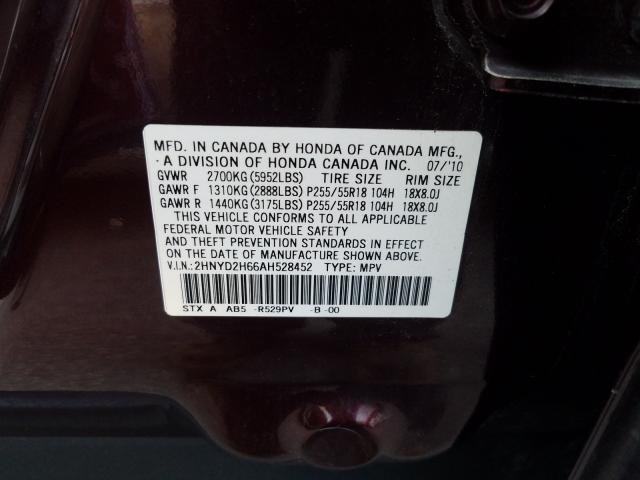 MFD. IN CANADA BY HONDA OF CANADA MFG.,
A DIVISION OF HONDA CANADA INC. 07/'10
GVWR 2700KG(5952LBS) TIRE SIZE RIM SIZE
GAWR F 1310KG(2888LBS) P255/55R18 104H 18X8.0J
GAWR R 1440KG(3175LBS) P255/55R18 104H 18X8.0J
THIS VEHICLE CONFORMS TO ALL APPLICABLE
FEDERAL MOTOR VEHICLE SAFETY
AND THEFT PREVENTION STANDARDS IN EFFECT
ON THE DATE OF MANUFACTURE SHOWN ABOVE.
V.I.N.:2HNYD2H66AH528452 TYPE: MPV
STX A AB5 -R529PV -B -00